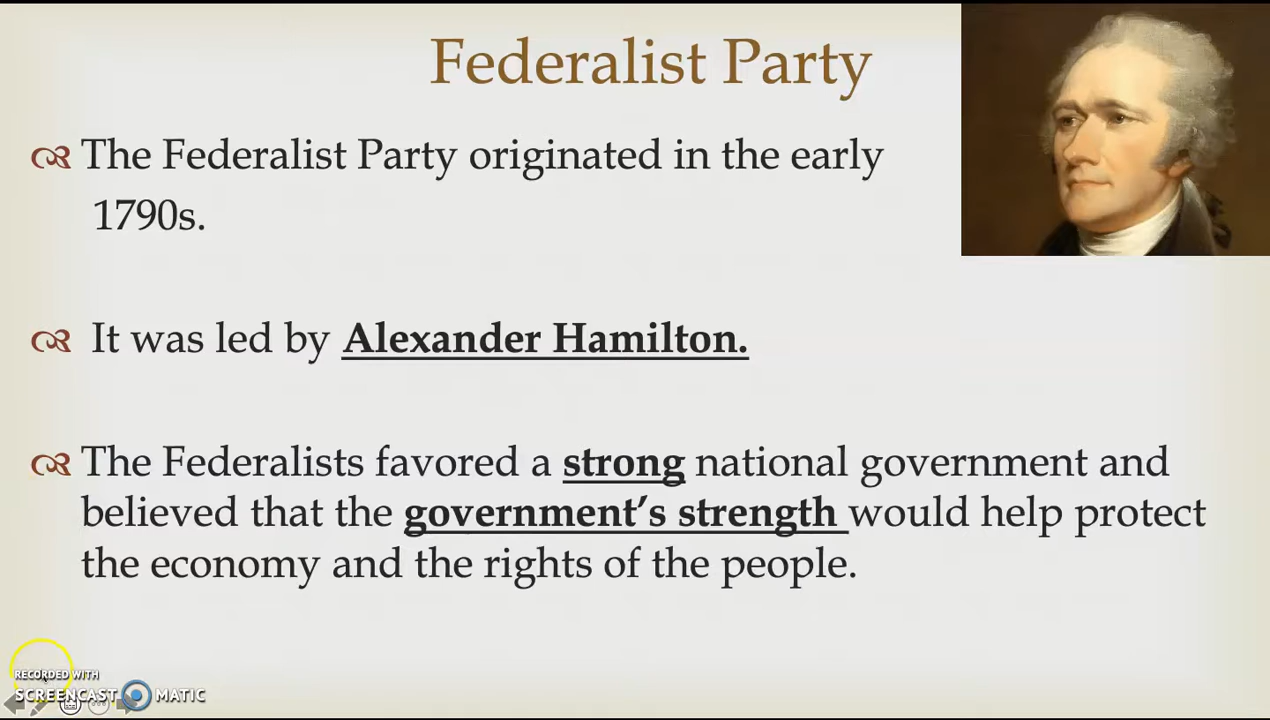 Federalist Party
The Federalist Party originated in the early
1790s.
It was led by Alexander Hamilton.
The Federalists favored a strong national government and
believed that the government’s strength would help protect
the economy and the rights of the people.
RECORDED WITH
SCREENCAST MATIC